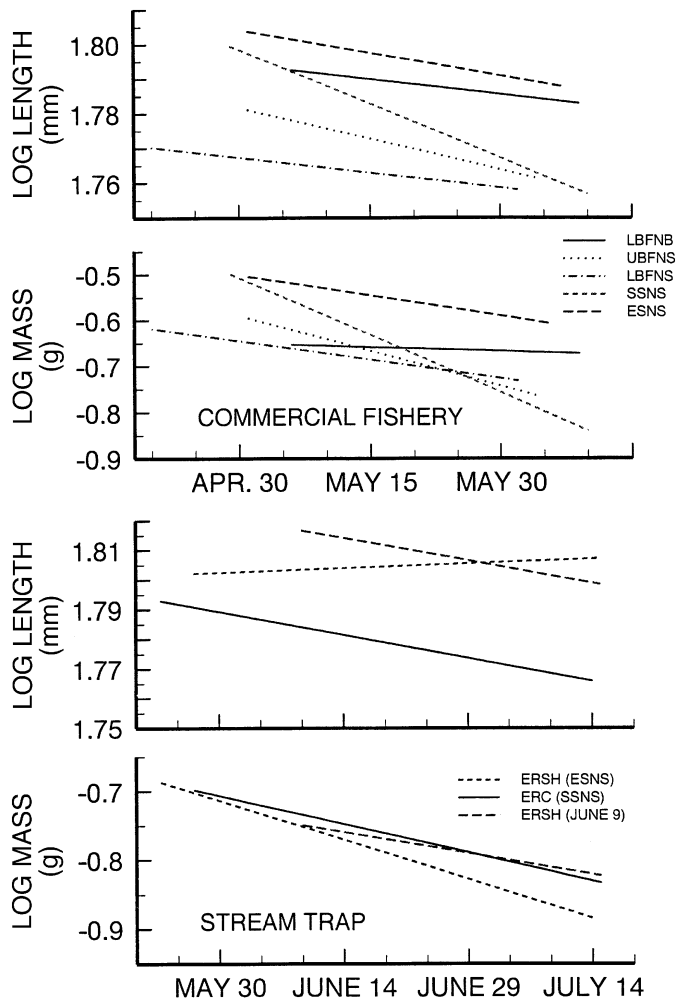 LOG LENGTH
(mm)
1.80
1.78
1.76
LBFNB
UBFNS
LBFNS
SSNS
ESNS
LOG MASS
(g)
-0.5
-0.6
-0.7
-0.8
-0.9
COMMERCIAL FISHERY
APR. 30 MAY 15 MAY 30
LOG LENGTH
(mm)
1.81
1.79
1.77
1.75
LOG MASS
(g)
-0.7
-0.8
-0.9
ERSH (ESNS)
ERC (SSNS)
ERSH (JUNE 9)
STREAM TRAP
MAY 30 JUNE 14 JUNE 29 JULY 14